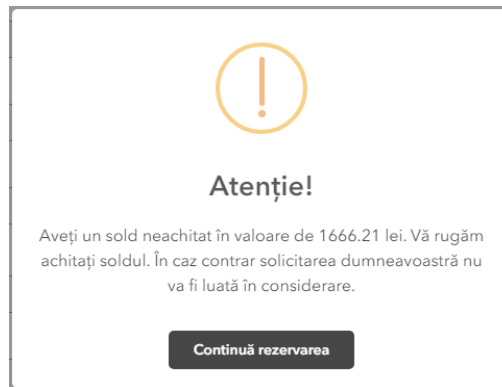 Atenție!
Aveți un sold neachitat în valoare de 1666.21 lei. Vă rugăm
achitați soldul. În caz contrar solicitarea dumneavoastră nu
va fi luată în considerare.
Continuă rezervarea